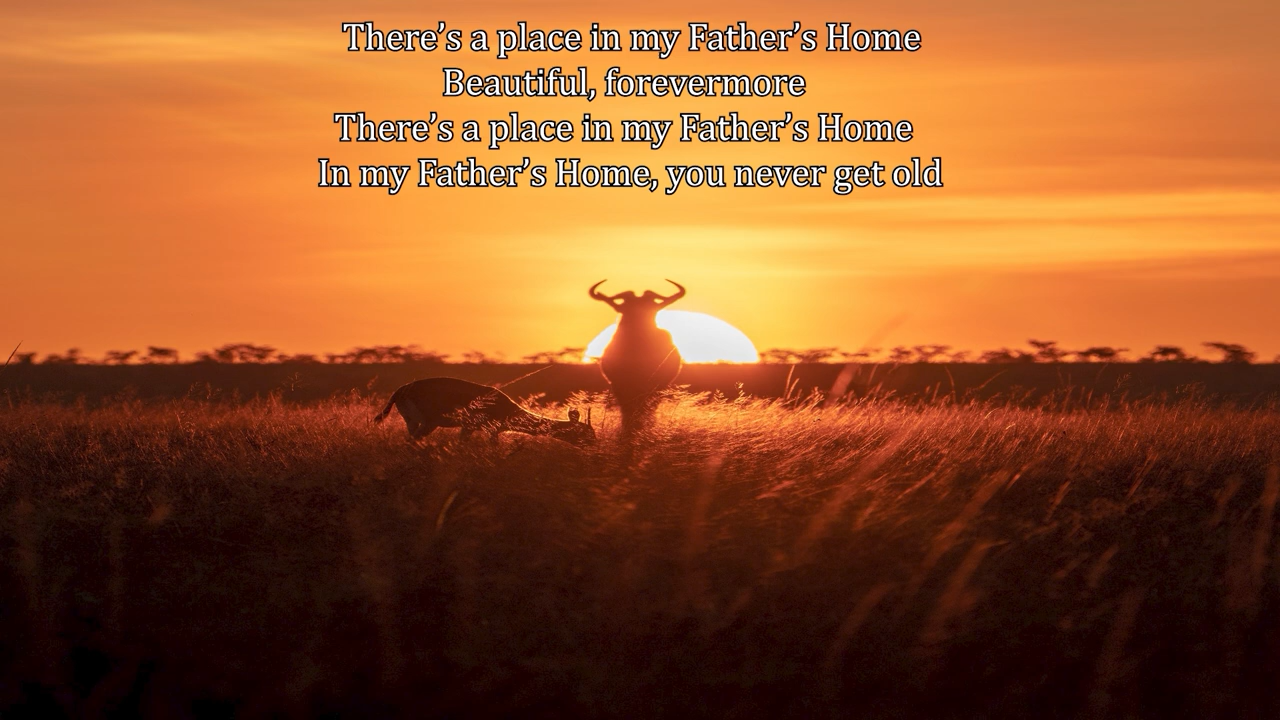 There’s a place in my Father’s Home
Beautiful, forevermore
There’s a place in my Father’s Home
In my Father’s Home, you never get old